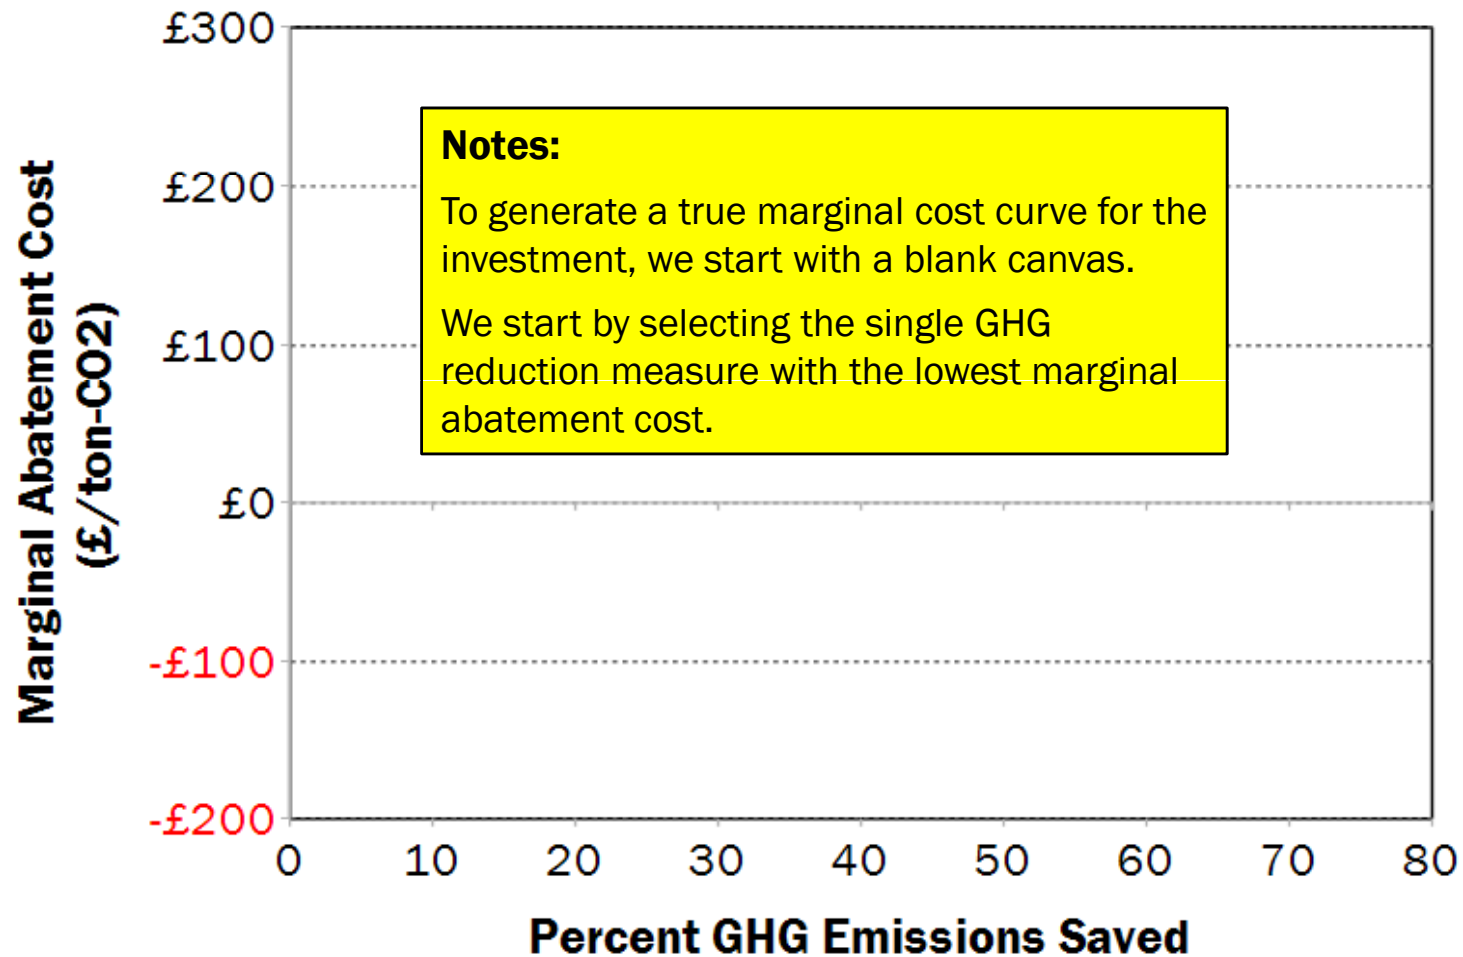 £300
£200
£100
£0
-£100
-£200
Marginal Abatement Cost
(£/ton-CO2)
Notes:
To generate a true marginal cost curve for the
investment, we start with a blank canvas.
We start by selecting the single GHG
reduction measure with the lowest marginal
abatement cost.
0 10 20 30 40 50 60 70 80
Percent GHG Emissions Saved